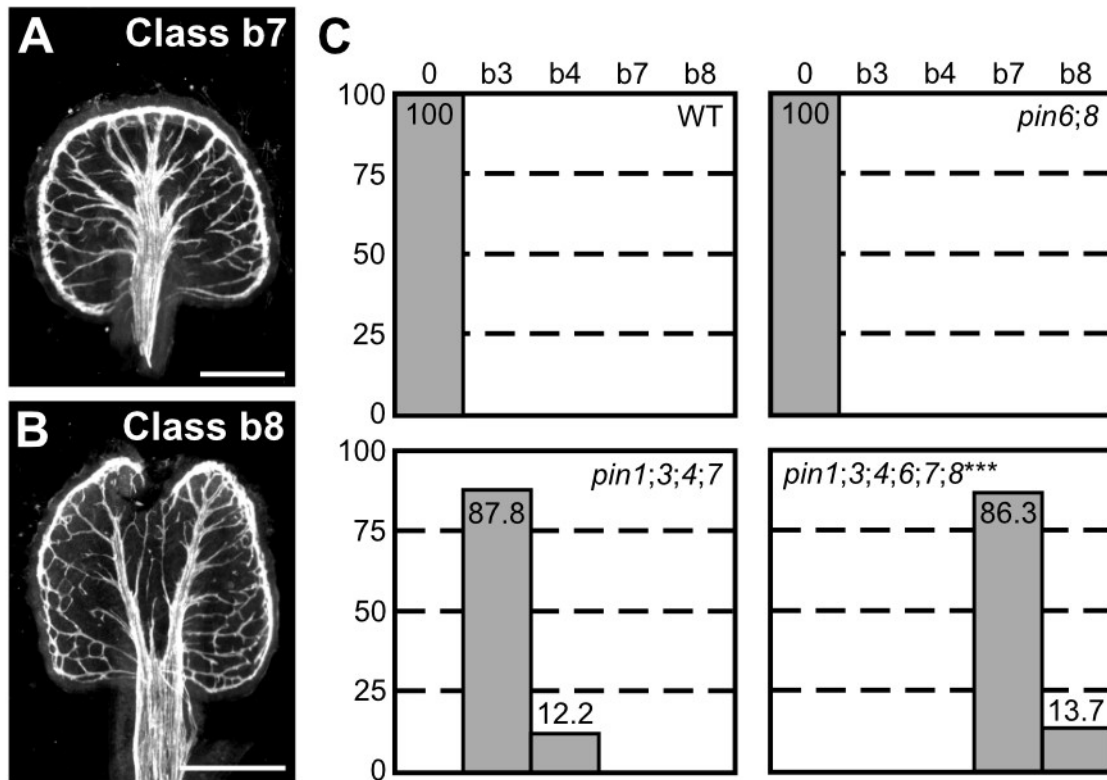 A Class b7
B Class b8
C
0 b3 b4 b7 b8
100
75
50
25
0
100
WT
0 b3 b4 b7 b8
100
pin6;8
100
75
50
25
0
pin1;3;4;7
87.8
12.2
pin1;3;4;6;7;8***
86.3
13.7